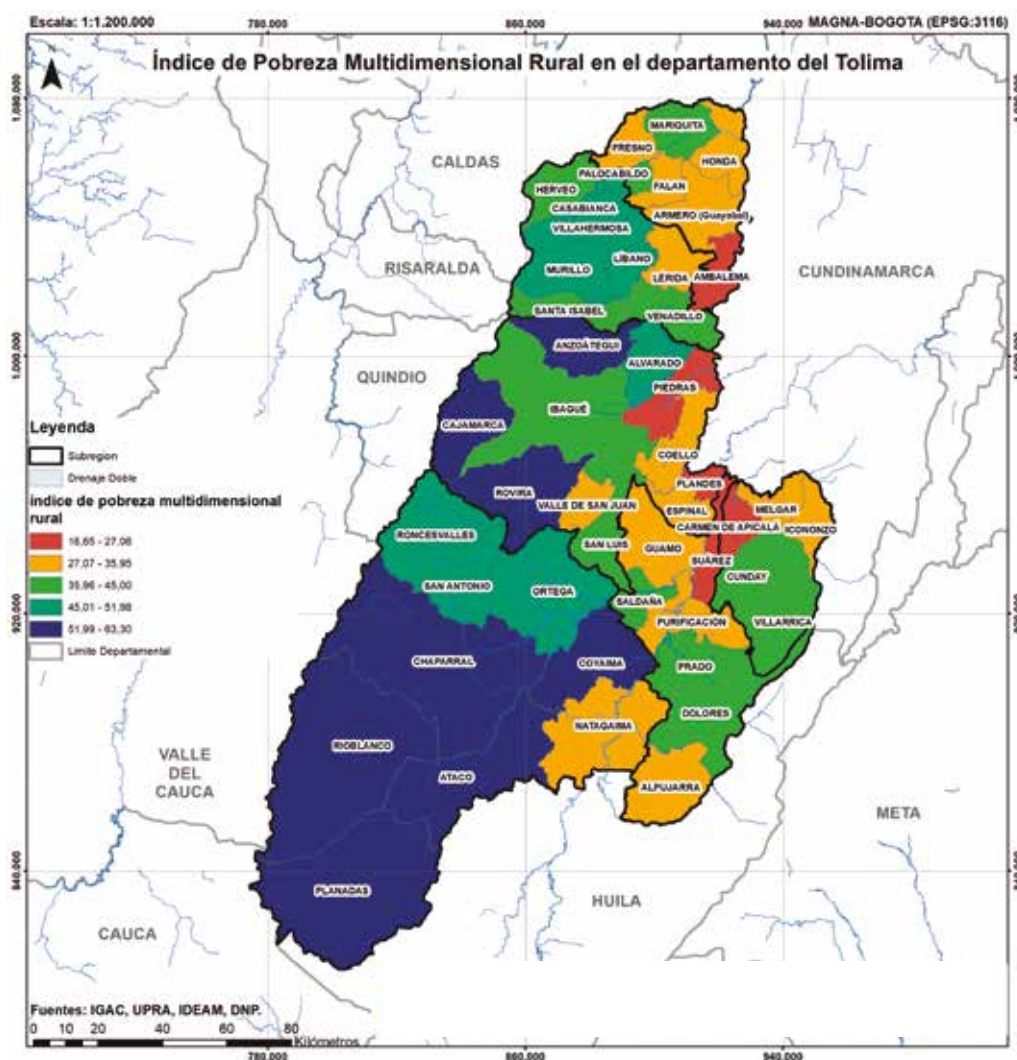 Escala: 1:1.200.000
780.000
860.000
940.000
MAGNA-BOGOTA (EPSG:3116)
Índice de Pobreza Multidimensional Rural en el departamento del Tolima
1.080.000
MARIQUITA
FRESNO
HONDA
CALDAS
PALOCABILDO
HERVEO
FALAN
CASABIANCA
ARMERO (Guayabal)
VILLAHERMOSA
LÍBANO
RISARALDA
MURILLO
LERIDA
AMBALEMA
CUNDINAMARCA
SANTA ISABEL
VENADILLO
ANZOÁTEGUI
1.000.000
ALVARADO
QUINDIO
PIEDRAS
IBAGUÉ
CAJAMARCA
Leyenda
Subregion
COELLO
Drenaje Doble
FLANDES
MELGAR
índice de pobreza multidimensional
rural
ROVIRA
VALLE DE SAN JUAN
ESPINAL
CARMEN DE APICALÁ
ICONONZO
16,65 - 27,08
RONCESVALLES
SAN LUIS
GUAMO
27,07 - 35,95
SUÁREZ
CUNDAY
35,96 - 45,00
SAN ANTONIO
ORTEGA
SALDAÑA
45,01 - 51,98
920.000
PURIFICACIÓN
VILLARRICA
51,99 - 63,30
Limite Departamental
CHAPARRAL
COYAIMA
PRADO
DOLORES
NATAGAIMA
RIOBLANCO
VALLE
DEL
CAUCA
ATACO
ALPUJARRA
META
840.000
PLANADAS
HUILA
CAUCA
Fuentes: IGAC, UPRA, IDEAM, DNP.
0 10 20 40 60 80
Kilómetros
780.000
860.000
940.000